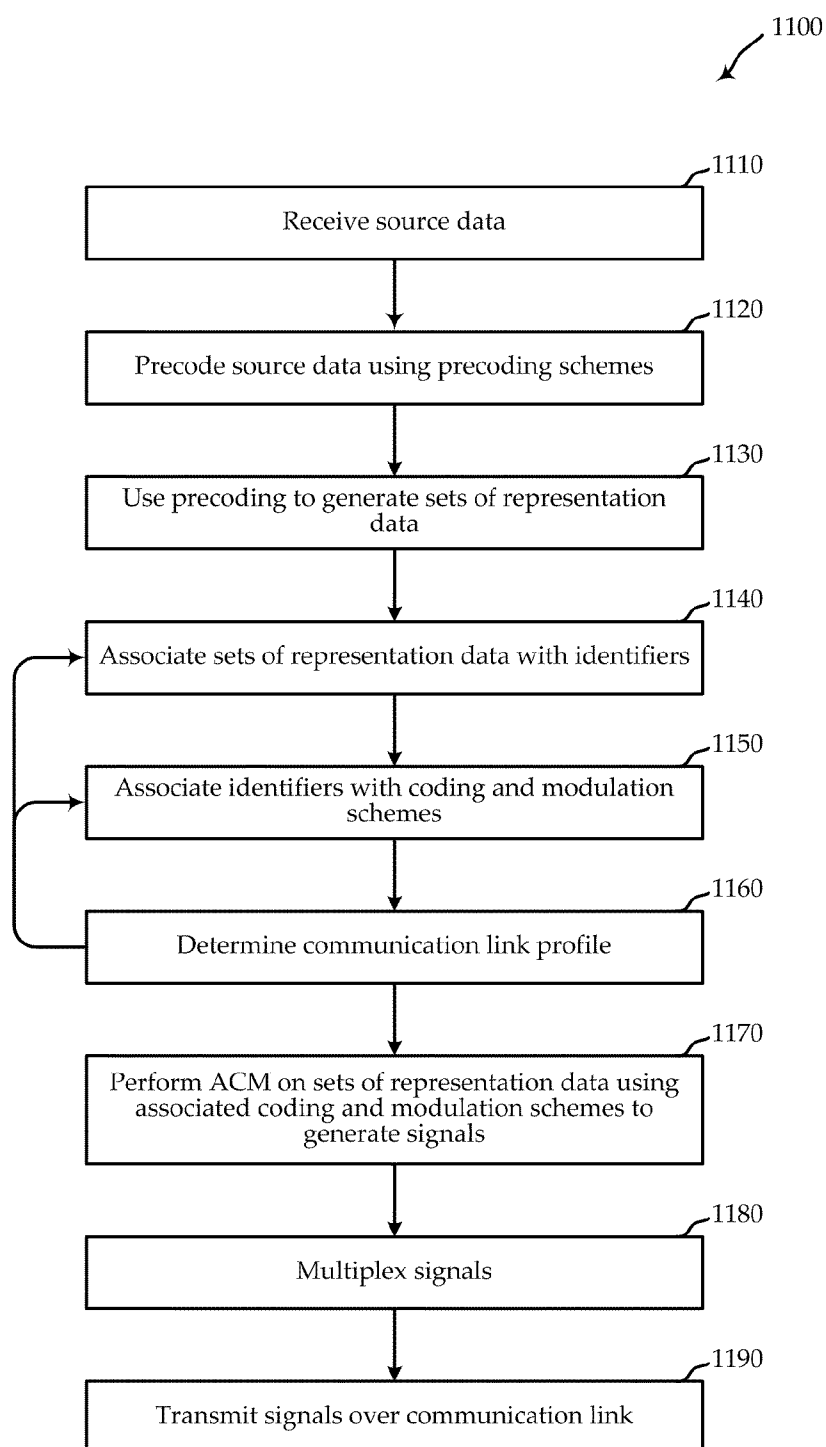 1100
1110
Receive source data
1120
Precode source data using precoding schemes
1130
Use precoding to generate sets of representation
data
1140
Associate sets of representation data with identifiers
1150
Associate identifiers with coding and modulation
schemes
1160
Determine communication link profile
1170
Perform ACM on sets of representation data using
associated coding and modulation schemes to
generate signals
1180
Multiplex signals
1190
Transmit signals over communication link